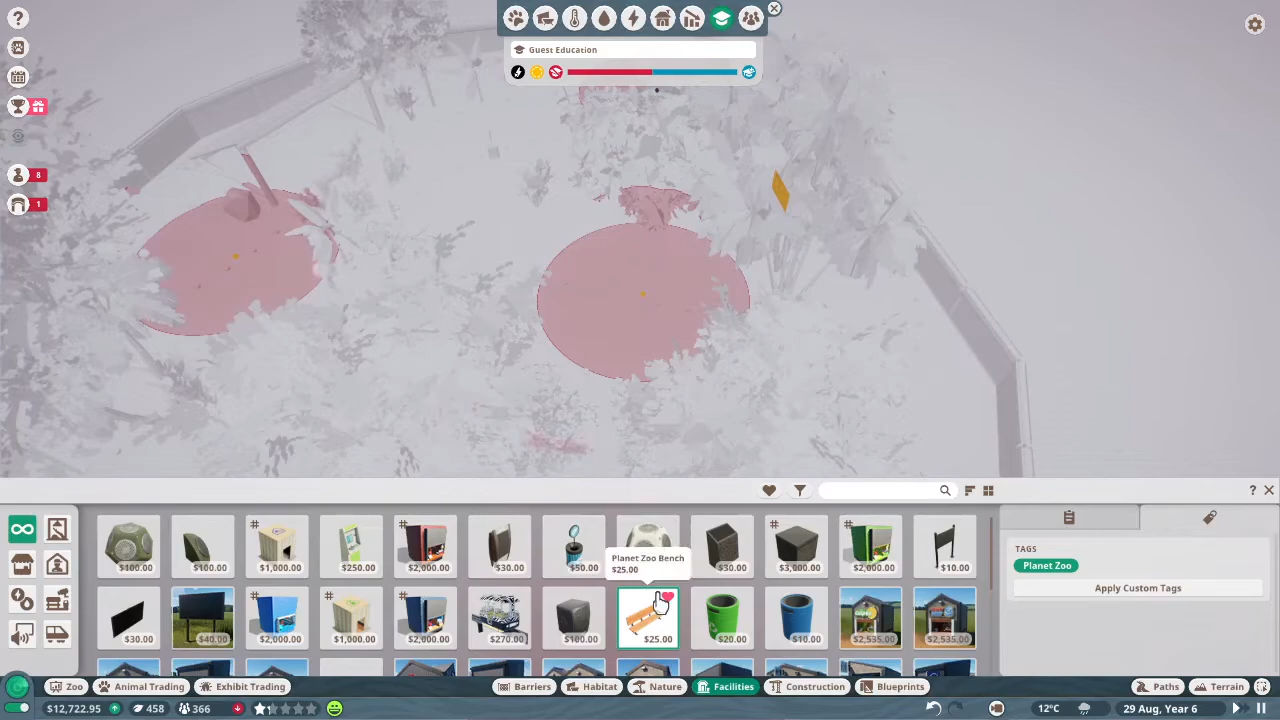 Guest Education
8
1
Planet Zoo Bench
$25.00
$100.00
$100.00
$1,000.00
$250.00
$2,000.00
$30.00
$50.00
$30.00
$3,000.00
$2,000.00
$10.00
$30.00
$40.00
$2,000.00
$1,000.00
$2,000.00
$270.00
$100.00
$25.00
$20.00
$10.00
$2,535.00
$2,535.00
TAGS
Planet Zoo
Apply Custom Tags
Zoo
Animal Trading
Exhibit Trading
Barriers
Habitat
Nature
Facilities
Construction
Blueprints
Paths
Terrain
$12,722.95
458
366
12°C
29 Aug, Year 6